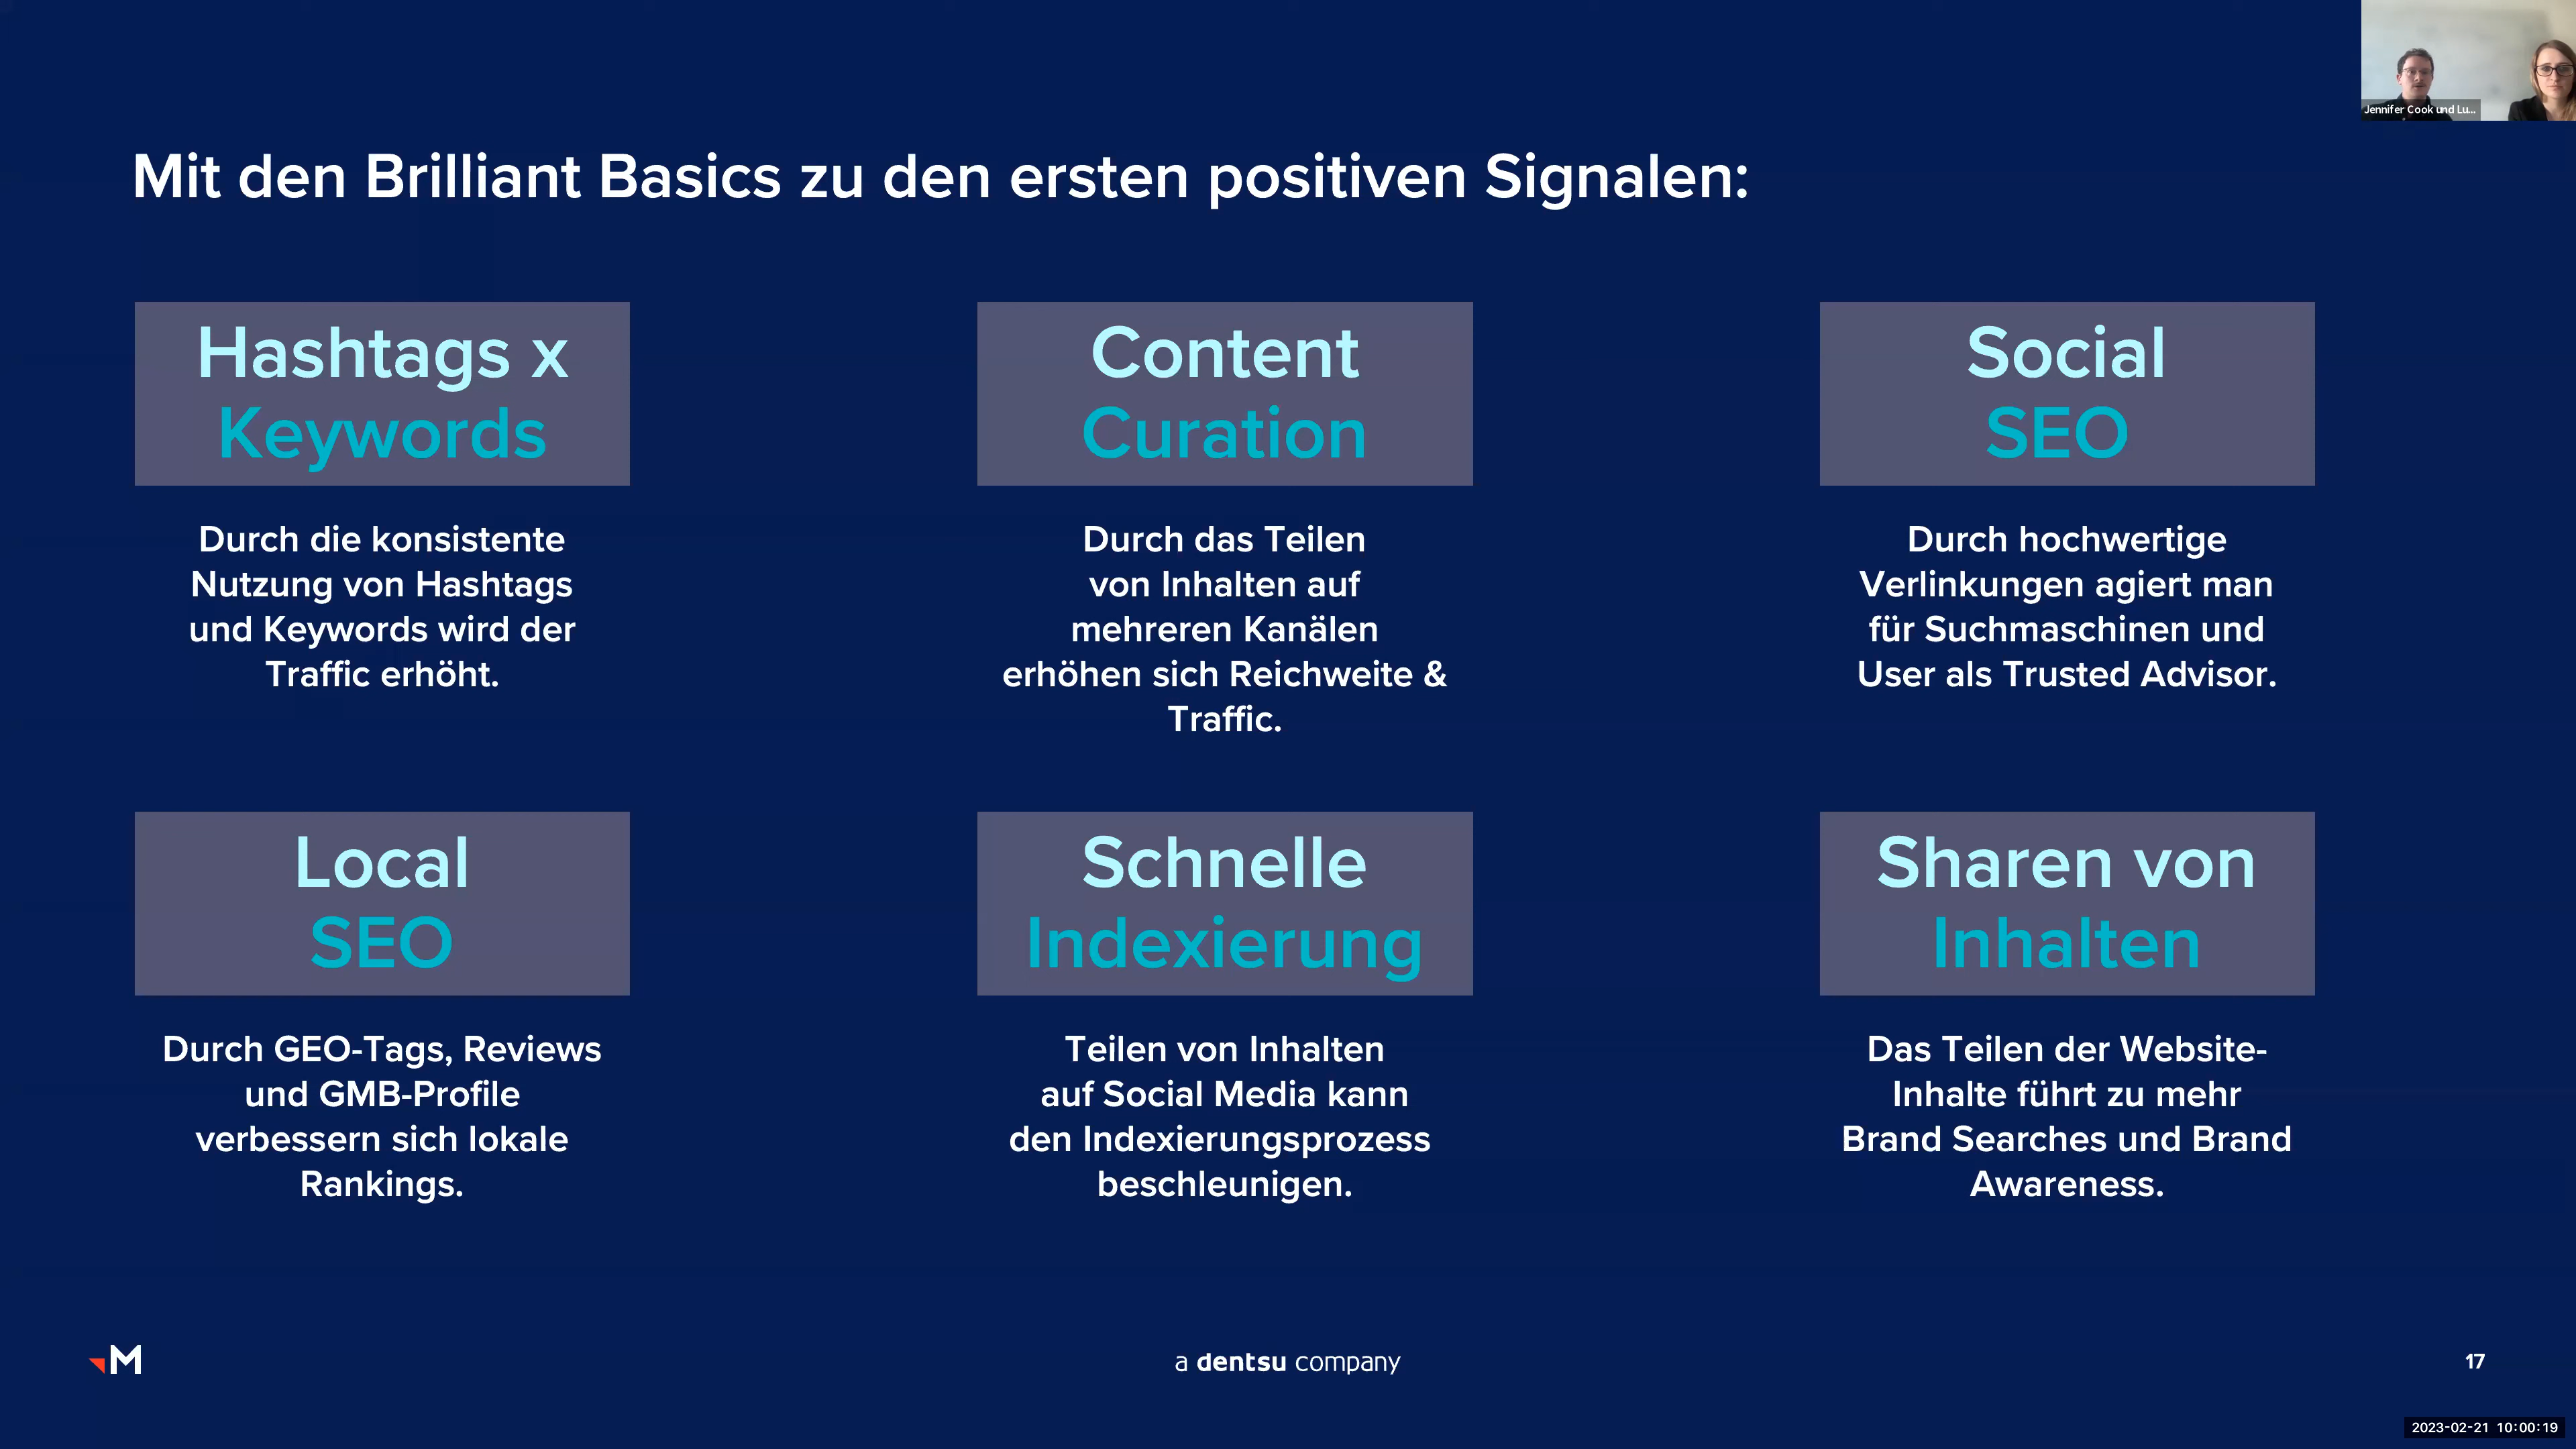 Jennifer Cook und Lu...
Mit den Brilliant Basics zu den ersten positiven Signalen:
Hashtags x
Keywords
Durch die konsistente
Nutzung von Hashtags
und Keywords wird der
Traffic erhöht.
Content
Curation
Durch das Teilen
von Inhalten auf
mehreren Kanälen
erhöhen sich Reichweite &
Traffic.
Social
SEO
Durch hochwertige
Verlinkungen agiert man
für Suchmaschinen und
User als Trusted Advisor.
Local
SEO
Durch GEO-Tags, Reviews
und GMB-Profile
verbessern sich lokale
Rankings.
Schnelle
Indexierung
Teilen von Inhalten
auf Social Media kann
den Indexierungsprozess
beschleunigen.
Sharen von
Inhalten
Das Teilen der Website-
Inhalte führt zu mehr
Brand Searches und Brand
Awareness.
M
a dentsu company
17
2023-02-21 10:00:19